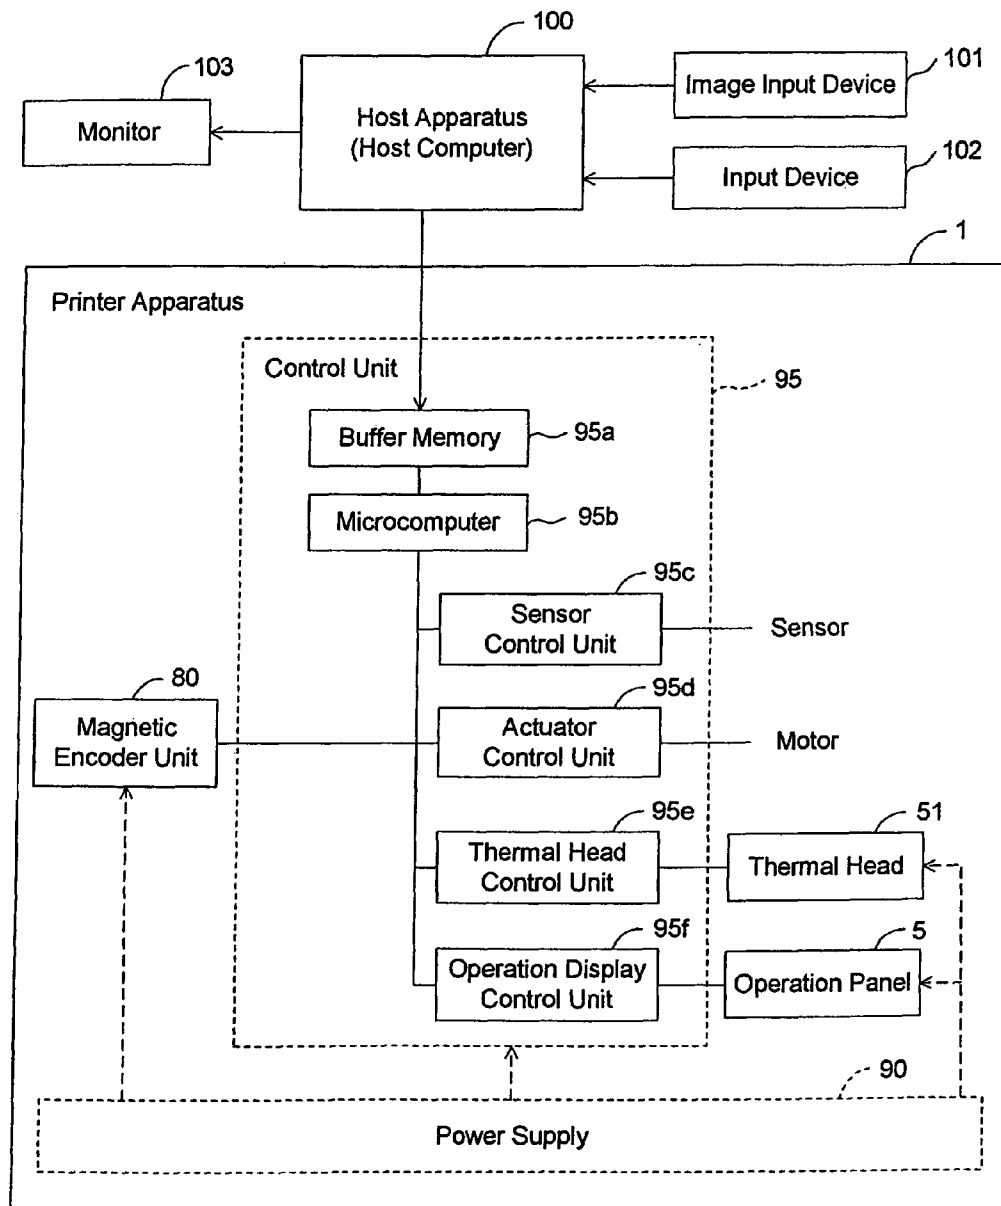 100
103
101
Image Input Device
Monitor
Host Apparatus
(Host Computer)
102
Input Device
1
Printer Apparatus
Control Unit
95
Buffer Memory
95a
Microcomputer
95b
95c
Sensor
Control Unit
Sensor
80
Magnetic
Encoder Unit
95d
Actuator
Control Unit
Motor
95e
Thermal Head
Control Unit
51
Thermal Head
95f
Operation Display
Control Unit
5
Operation Panel
90
Power Supply